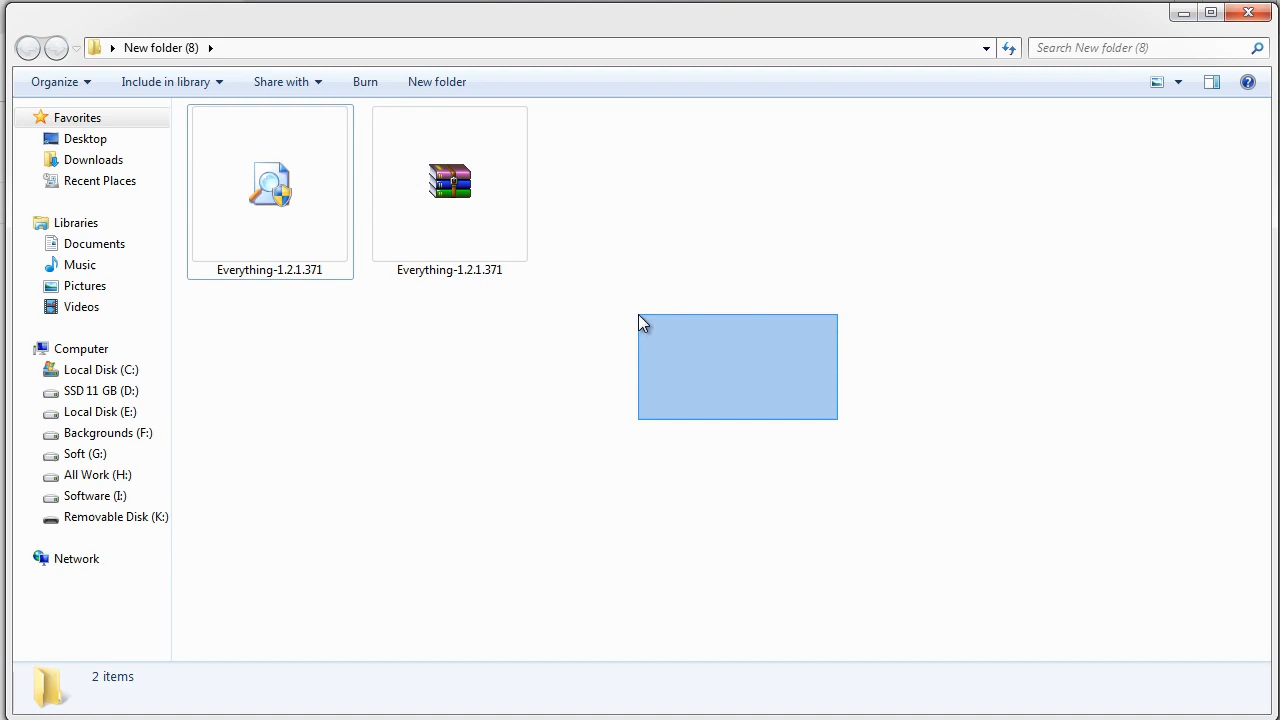 New folder (8)
Search New folder (8)
Organize
Include in library
Share with
Burn
New folder
Favorites
Desktop
Downloads
Recent Places
Libraries
Documents
Music
Pictures
Videos
Computer
Local Disk (C:)
SSD 11 GB (D:)
Local Disk (E:)
Backgrounds (F:)
Soft (G:)
All Work (H:)
Software (I:)
Removable Disk (K:)
Network
Everything-1.2.1.371
Everything-1.2.1.371
2 items